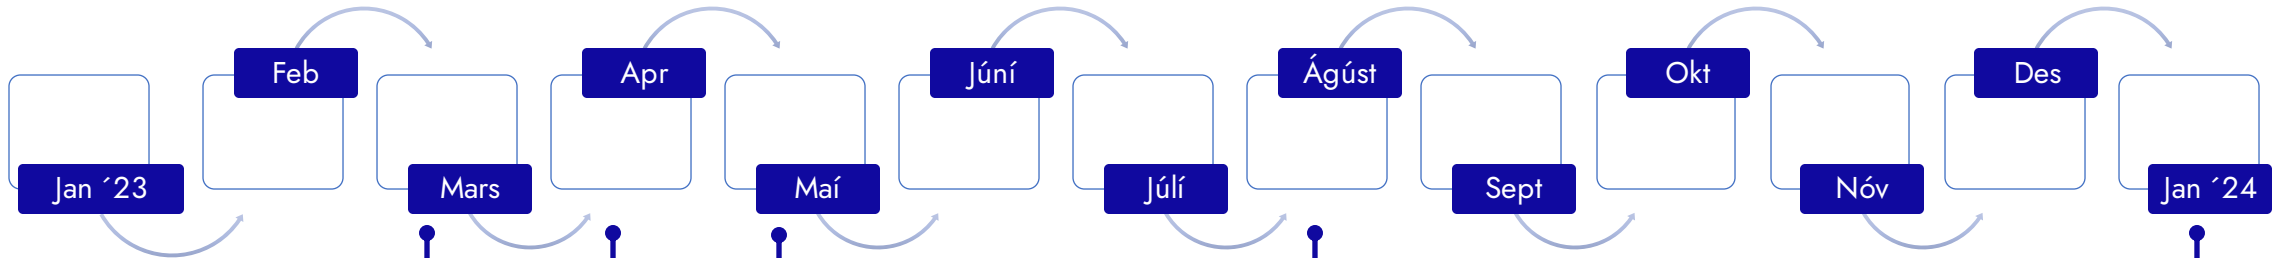 Jan ´23
Feb
Mars
Apr
Maí
Júní
Júlí
Ágúst
Sept
Okt
Nóv
Des
Jan ´24